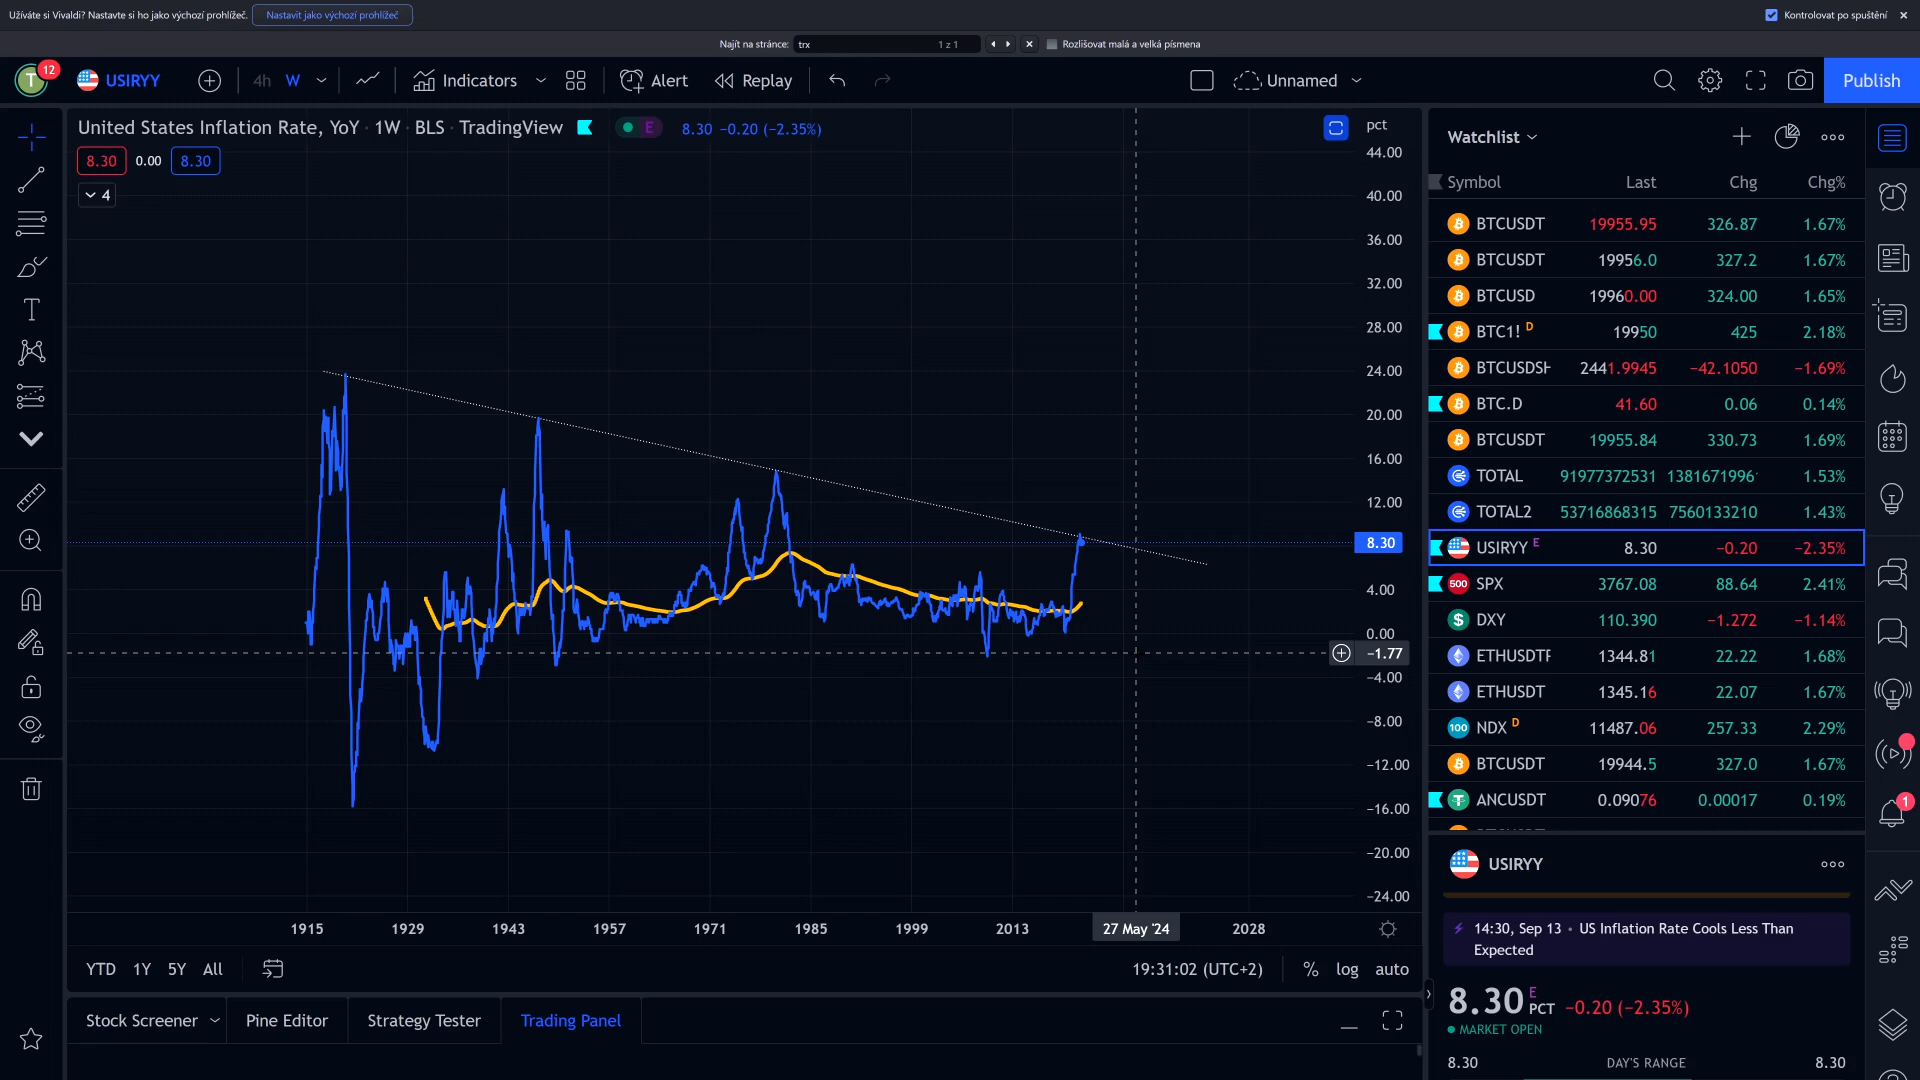 Užíváte si Vivaldi? Nastavte si ho jako výchozí prohlížeč. Nastavit jako výchozí prohlížeč Kontrolovat po spuštění
Najít na stránce: trx 1 z 1 Rozlišovat malá a velká písmena
T 12 USIRYY 4h W Indicators Alert Replay Unnamed Publish
United States Inflation Rate, YoY · 1W · BLS · TradingView E 8.30 −0.20 (−2.35%)
8.30 0.00 8.30
4
pct
44.00
40.00
36.00
32.00
28.00
24.00
20.00
16.00
12.00
8.30
4.00
0.00
−1.77
−4.00
−8.00
−12.00
−16.00
−20.00
−24.00
1915 1929 1943 1957 1971 1985 1999 2013 27 May '24 2028
YTD 1Y 5Y All 19:31:02 (UTC+2) % log auto
Stock Screener Pine Editor Strategy Tester Trading Panel
Watchlist
Symbol Last Chg Chg%
BTCUSDT 19955.95 326.87 1.67%
BTCUSDT 19956.0 327.2 1.67%
BTCUSD 19960.00 324.00 1.65%
BTC1! D 19950 425 2.18%
BTCUSDSH 2441.9945 −42.1050 −1.69%
BTC.D 41.60 0.06 0.14%
BTCUSDT 19955.84 330.73 1.69%
TOTAL 91977372531 1381671996 1.53%
TOTAL2 53716868315 7560133210 1.43%
USIRYY E 8.30 −0.20 −2.35%
500 SPX 3767.08 88.64 2.41%
$ DXY 110.390 −1.272 −1.14%
ETHUSDTF 1344.81 22.22 1.68%
ETHUSDT 1345.16 22.07 1.67%
100 NDX D 11487.06 257.33 2.29%
BTCUSDT 19944.5 327.0 1.67%
ANCUSDT 0.09076 0.00017 0.19%
USIRYY
14:30, Sep 13 • US Inflation Rate Cools Less Than
Expected
8.30 E PCT −0.20 (−2.35%)
MARKET OPEN
8.30 DAY'S RANGE 8.30
1